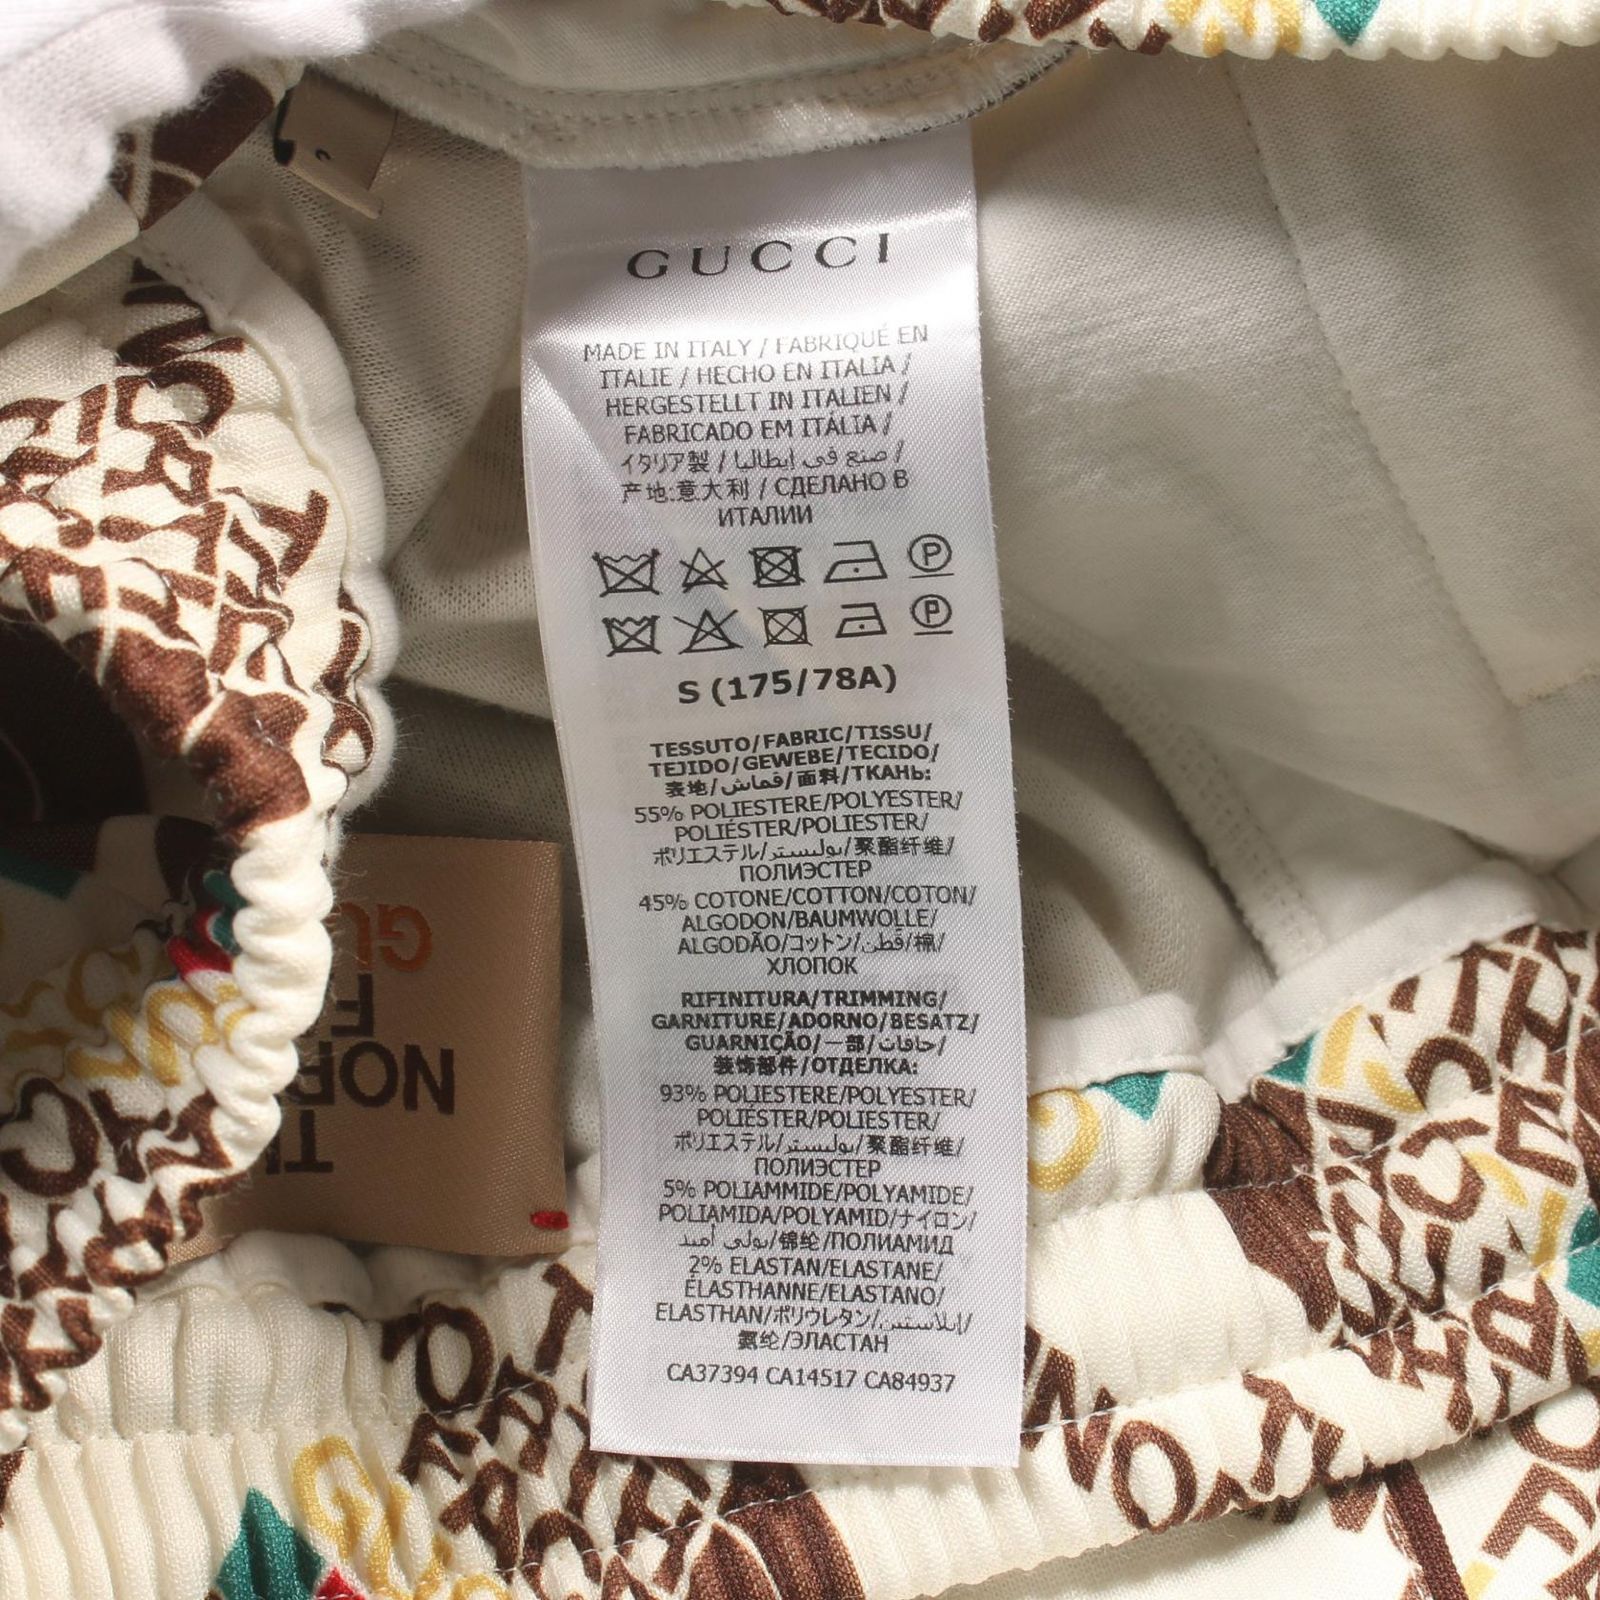 GUCCI
MADE IN ITALY / FABRIQUÉ EN
ITALIE / HECHO EN ITALIA /
HERGESTELLT IN ITALIEN /
FABRICADO EM ITÁLIA /
イタリア製 / صنع في إيطاليا /
产地:意大利 / СДЕЛАНО В
ИТАЛИИ
P
P
S (175/78A)
TESSUTO/FABRIC/TISSU/
TEJIDO/GEWEBE/TECIDO/
表地/قماش/面料/ТКАНЬ:
55% POLIESTERE/POLYESTER/
POLIÉSTER/POLIESTER/
ポリエステル/بوليستر/聚酯纤维/
ПОЛИЭСТЕР
45% COTONE/COTTON/COTON/
ALGODON/BAUMWOLLE/
ALGODÃO/コットン/قطن/棉/
ХЛОПОК
RIFINITURA/TRIMMING/
GARNITURE/ADORNO/BESATZ/
GUARNIÇÃO/一部/حافات/
装饰部件/ОТДЕЛКА:
93% POLIESTERE/POLYESTER/
POLIÉSTER/POLIESTER/
ポリエステル/بوليستر/聚酯纤维/
ПОЛИЭСТЕР
5% POLIAMMIDE/POLYAMIDE/
POLIAMIDA/POLYAMID/ナイロン/
بولي أميد/锦纶/ПОЛИАМИД
2% ELASTAN/ELASTANE/
ÉLASTHANNE/ELASTANO/
ELASTHAN/ポリウレタン/إيلاستين/
氨纶/ЭЛАСТАН
CA37394 CA14517 CA84937